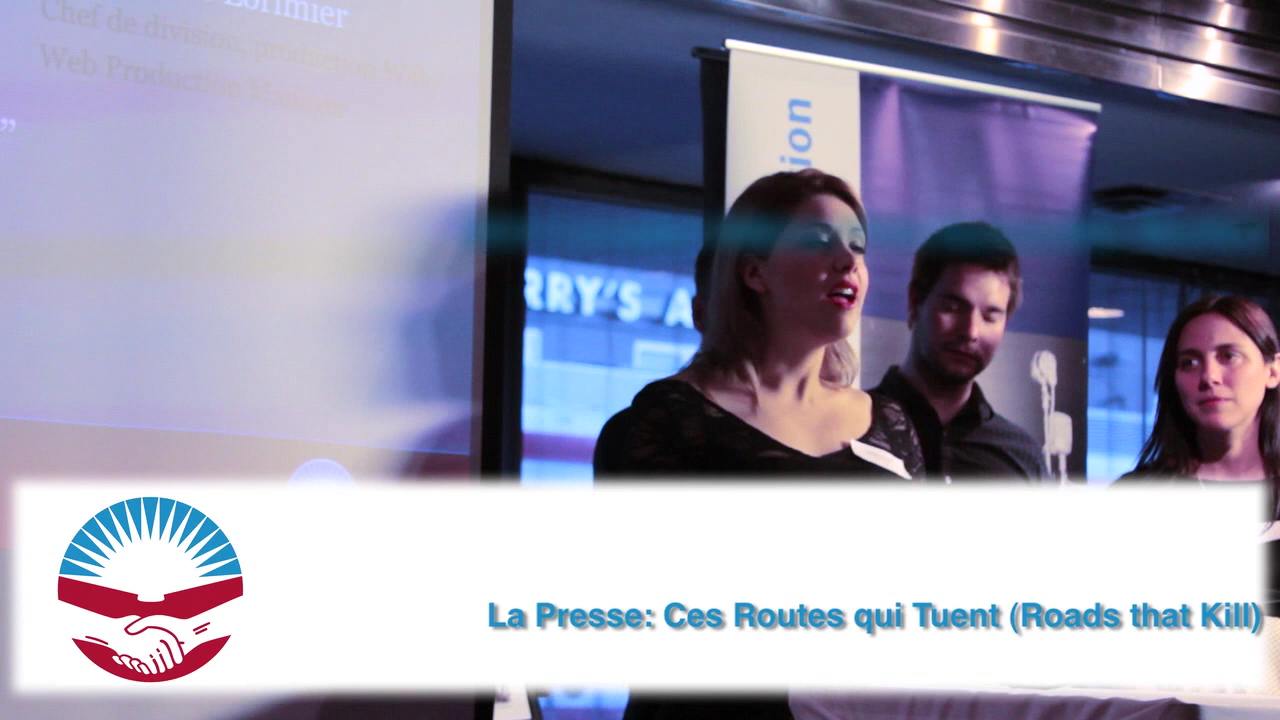 Lorimier
Chef de division, production Web/
Web Production Manager
”
ion
RRY'S A
La Presse: Ces Routes qui Tuent (Roads that Kill)